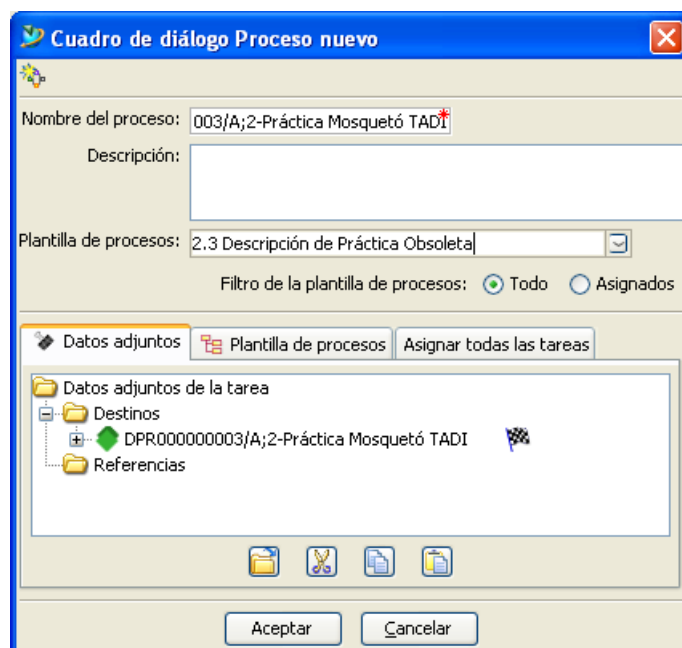 Cuadro de diálogo Proceso nuevo
Nombre del proceso: 003/A;2-Práctica Mosquetó TADI*
Descripción:
Plantilla de procesos: 2.3 Descripción de Práctica Obsoleta
Filtro de la plantilla de procesos: Todo Asignados
Datos adjuntos Plantilla de procesos Asignar todas las tareas
Datos adjuntos de la tarea
Destinos
DPR000000003/A;2-Práctica Mosquetó TADI
Referencias
Aceptar Cancelar